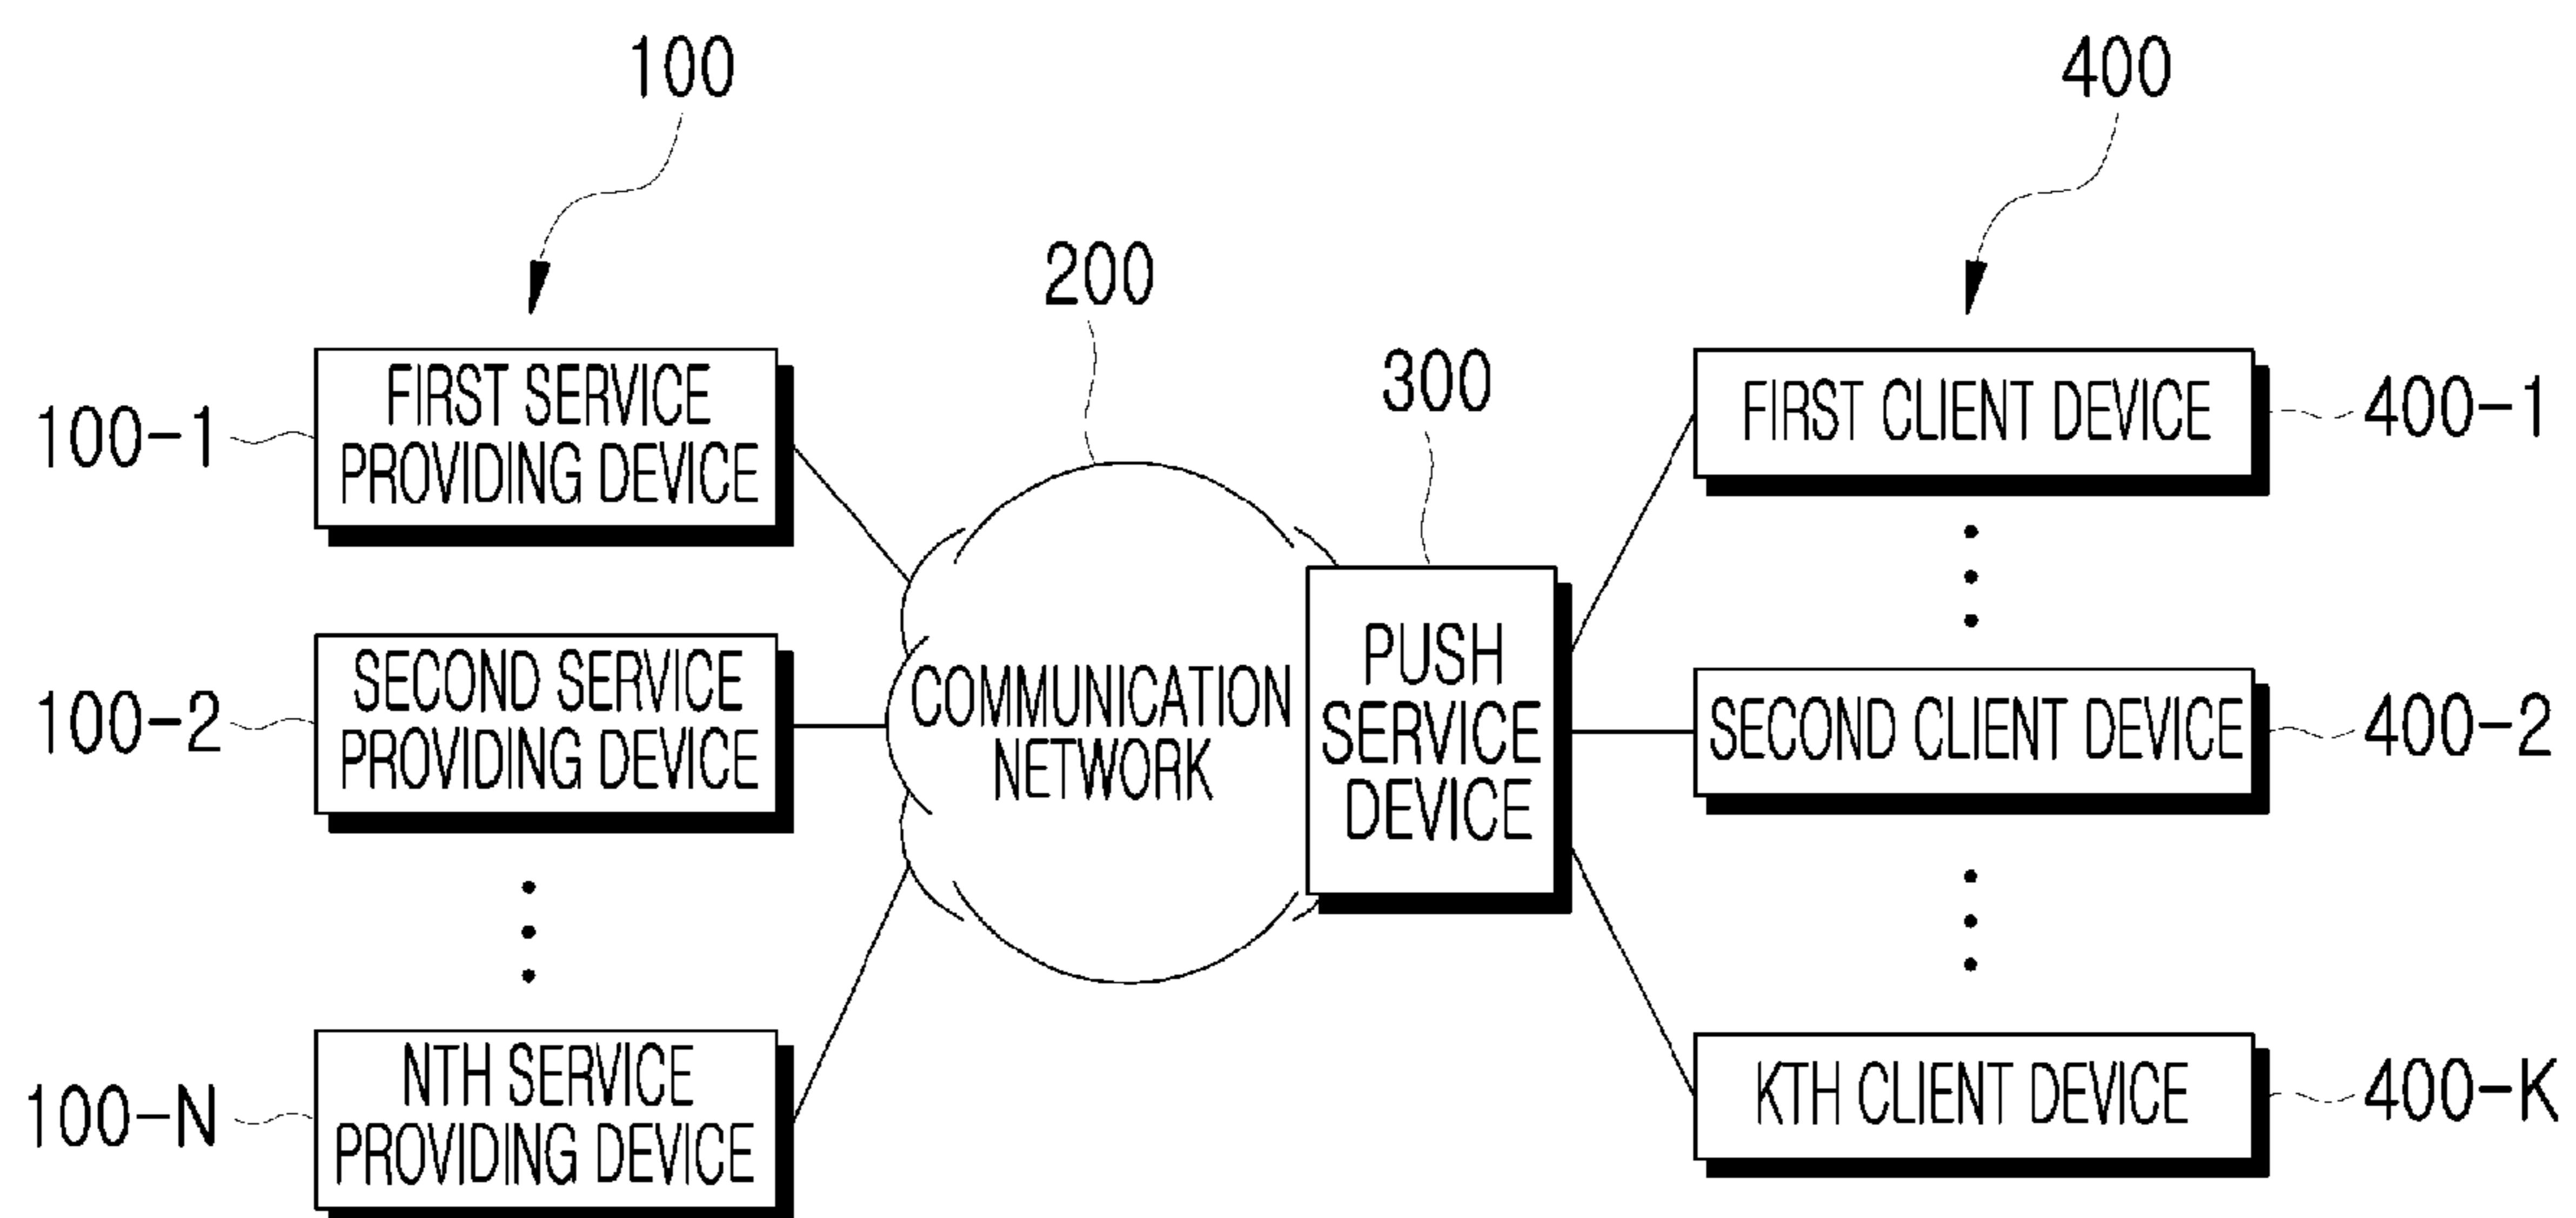 100
400
200
300
100-1
FIRST SERVICE
PROVIDING DEVICE
FIRST CLIENT DEVICE
400-1
100-2
SECOND SERVICE
PROVIDING DEVICE
COMMUNICATION
NETWORK
PUSH
SERVICE
DEVICE
SECOND CLIENT DEVICE
400-2
100-N
NTH SERVICE
PROVIDING DEVICE
KTH CLIENT DEVICE
400-K